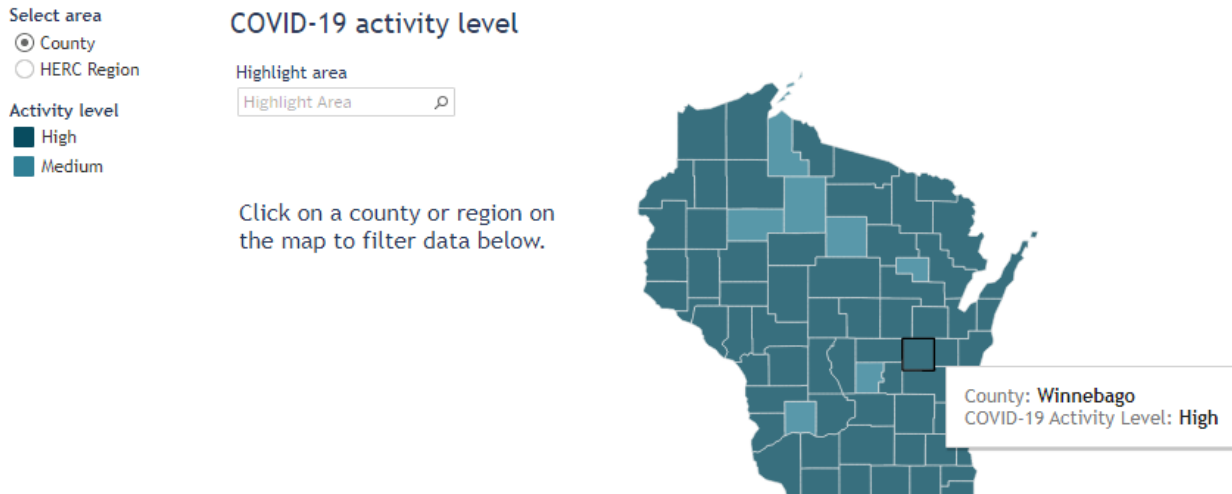 Select area
County
HERC Region
Activity level
High
Medium
COVID-19 activity level
Highlight area
Highlight Area
Click on a county or region on
the map to filter data below.
County: Winnebago
COVID-19 Activity Level: High